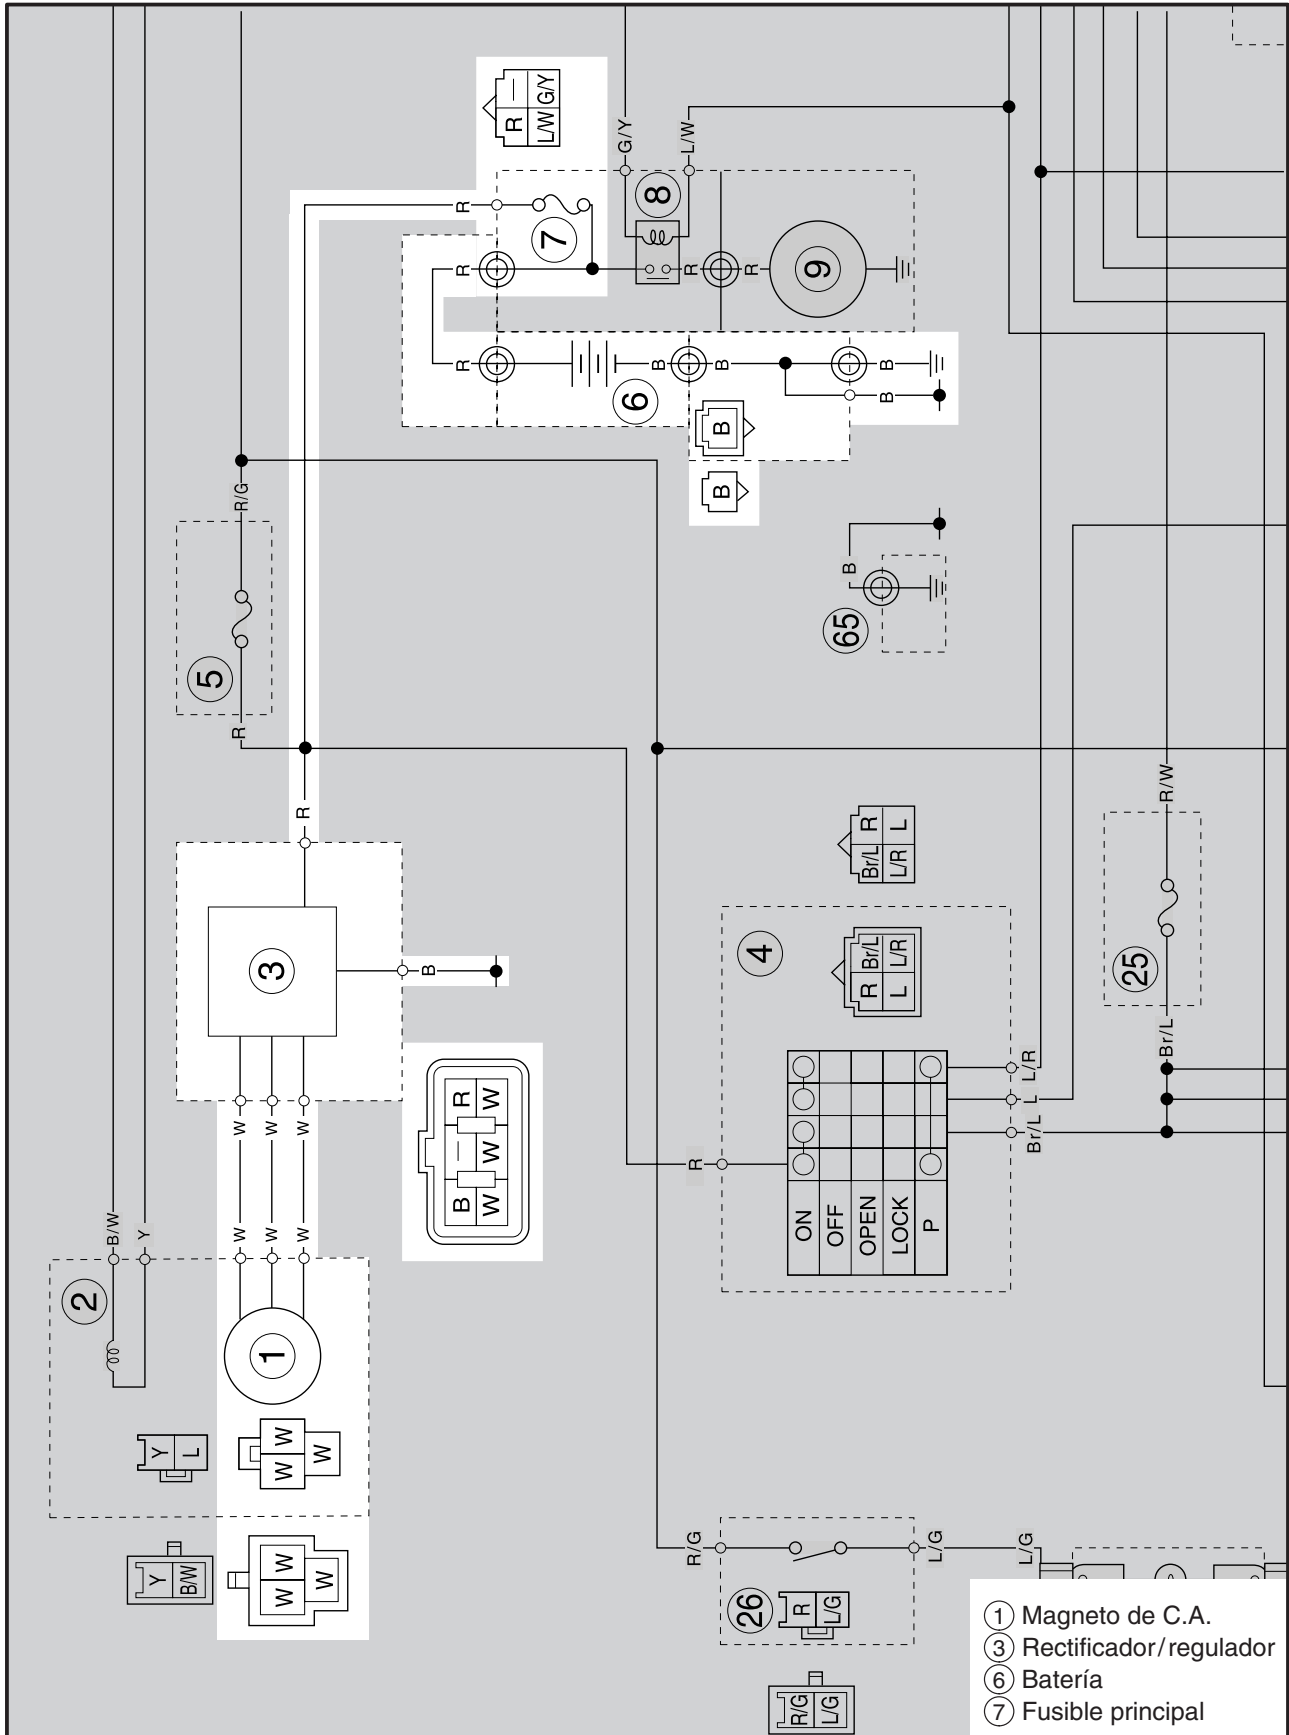 R
L/W
—
G/Y
G/Y
L/W
8
R
7
R
R
R
9
R
B
B
B
6
B
B
B
R/G
B
65
5
R
R/W
R
R
L
Br/L
L/R
4
Br/L
L/R
R
L
25
3
B
Br/L
R
W
—
W
B
W
L/R
L
Br/L
W
W
W
R
ON
OFF
OPEN
LOCK
P
B/W
Y
W
W
W
2
1
Y
L
W
W
W
R/G
L/G
L/G
Y
B/W
W
W
W
26
R
L/G
R/G
L/G
1 Magneto de C.A.
3 Rectificador/regulador
6 Batería
7 Fusible principal